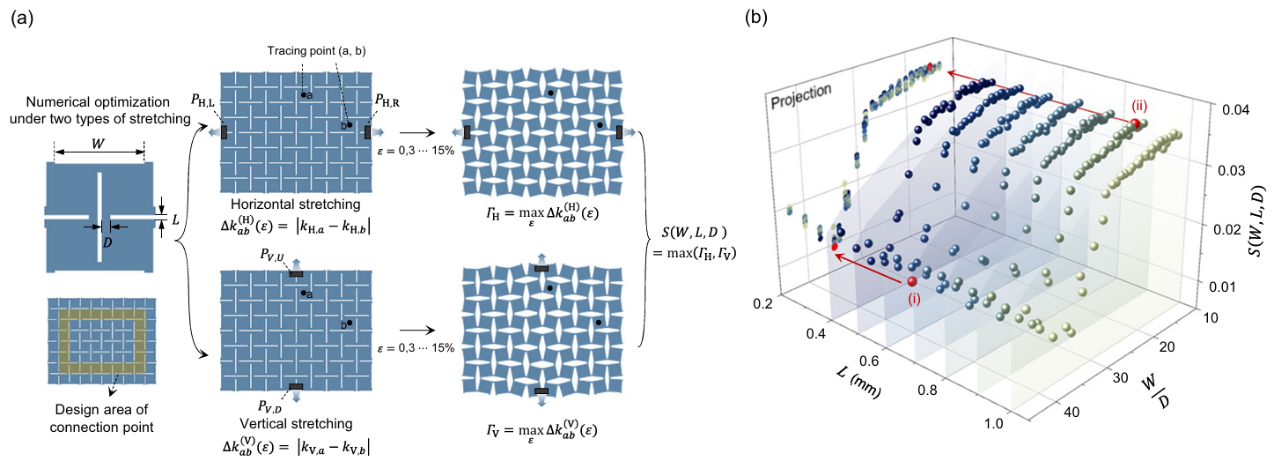 (a)
Numerical optimization
under two types of stretching
W
L
D
Design area of
connection point
Tracing point (a, b)
P_{H,L}
P_{H,R}
a
b
ε = 0,3 ⋯ 15%
Horizontal stretching
Δk_{ab}^{(H)}(ε) = |k_{H,a} − k_{H,b}|
Γ_H = max_ε Δk_{ab}^{(H)}(ε)
P_{V,U}
a
b
P_{V,D}
ε = 0,3 ⋯ 15%
Vertical stretching
Δk_{ab}^{(V)}(ε) = |k_{V,a} − k_{V,b}|
Γ_V = max_ε Δk_{ab}^{(V)}(ε)
S(W, L, D)
= max(Γ_H, Γ_V)
(b)
Projection
(ii)
(i)
0.04
0.03
0.02
0.01
S(W, L, D)
0.2
0.4
0.6
0.8
1.0
L (mm)
10
20
30
40
W/D